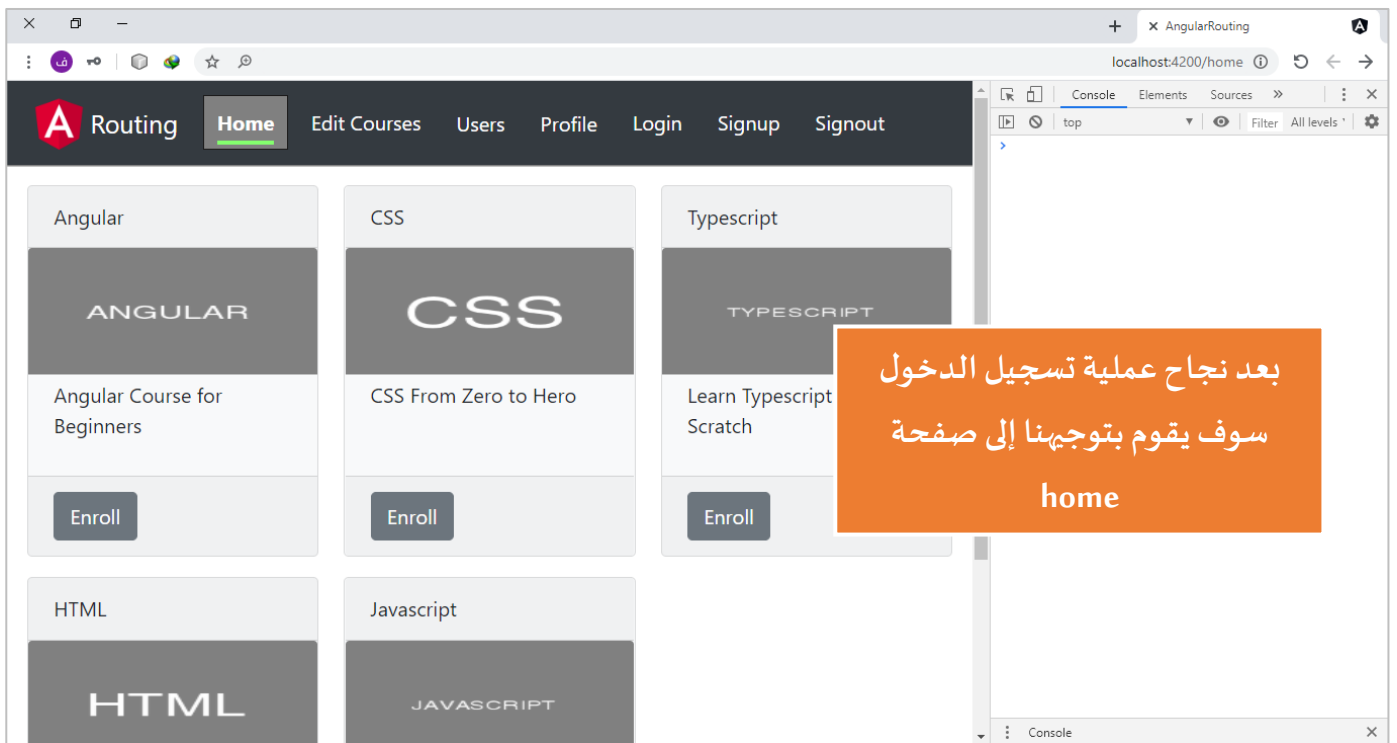 AngularRouting
localhost:4200/home
ف
Routing Home Edit Courses Users Profile Login Signup Signout
Console Elements Sources
top Filter All levels
Angular
ANGULAR
Angular Course for
Beginners
Enroll
CSS
CSS
CSS From Zero to Hero
Enroll
Typescript
TYPESCRIPT
Learn Typescript
Scratch
Enroll
بعد نجاح عملية تسجيل الدخول
سوف يقوم بتوجيهنا إلى صفحة
home
HTML
HTML
Javascript
JAVASCRIPT
Console